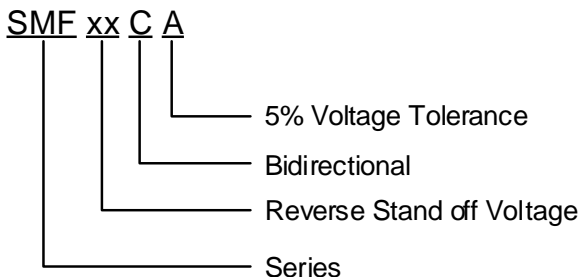 SMF xx C A
5% Voltage Tolerance
Bidirectional
Reverse Stand off Voltage
Series